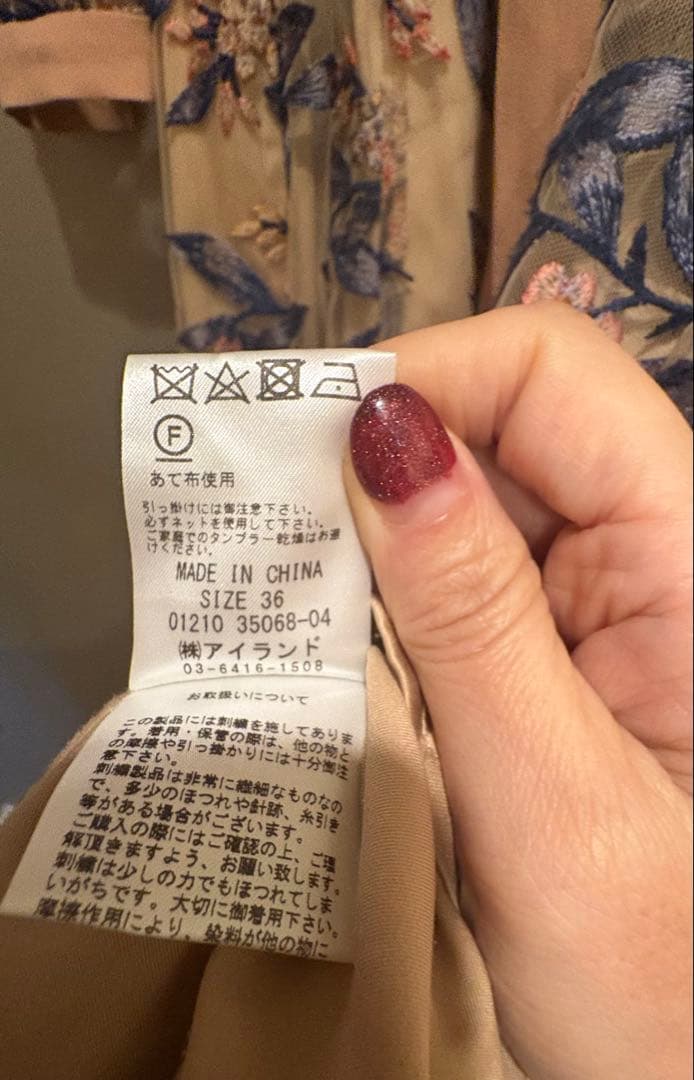 F
あて布使用
引っ掛けには御注意下さい。
必ずネットを使用して下さい。
ご家庭でのタンブラー乾燥はお避
けください。
MADE IN CHINA
SIZE 36
01210 35068-04
㈱アイランド
03-6416-1508
お取扱いについて
この製品には刺繍を施してありま
す。着用・保管の際は、他の物と
の摩擦や引っ掛かりには十分御注
意下さい。
刺繍製品は非常に繊細なものなの
で、多少のほつれや針跡、糸引き
等がある場合がございます。
ご購入の際にはご確認の上、ご理
解頂きますよう、お願い致します。
刺繍は少しの力でもほつれてしま
いがちです。大切に御着用下さい。
摩擦作用により、染料が他の物に